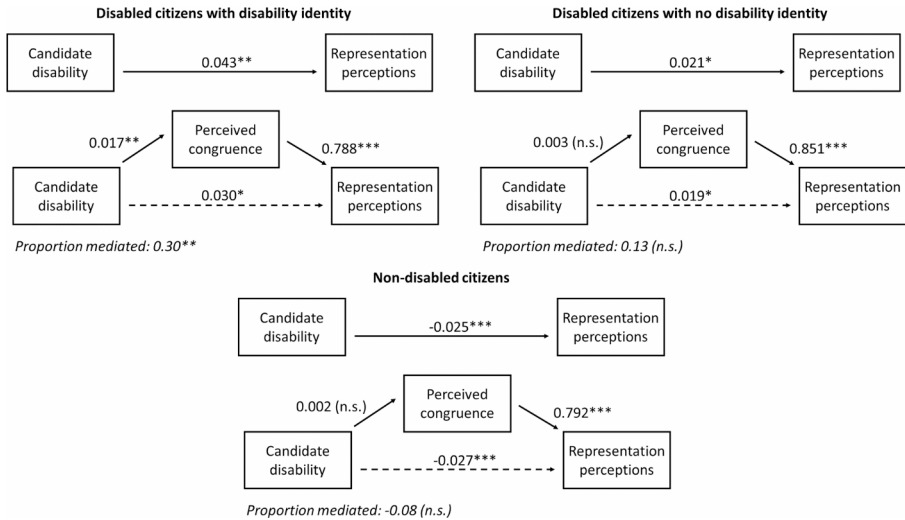 Disabled citizens with disability identity
Candidate
disability
0.043**
Representation
perceptions
0.017**
Perceived
congruence
0.788***
Candidate
disability
0.030*
Representation
perceptions
Proportion mediated: 0.30**
Disabled citizens with no disability identity
Candidate
disability
0.021*
Representation
perceptions
0.003 (n.s.)
Perceived
congruence
0.851***
Candidate
disability
0.019*
Representation
perceptions
Proportion mediated: 0.13 (n.s.)
Non-disabled citizens
Candidate
disability
-0.025***
Representation
perceptions
0.002 (n.s.)
Perceived
congruence
0.792***
Candidate
disability
-0.027***
Representation
perceptions
Proportion mediated: -0.08 (n.s.)